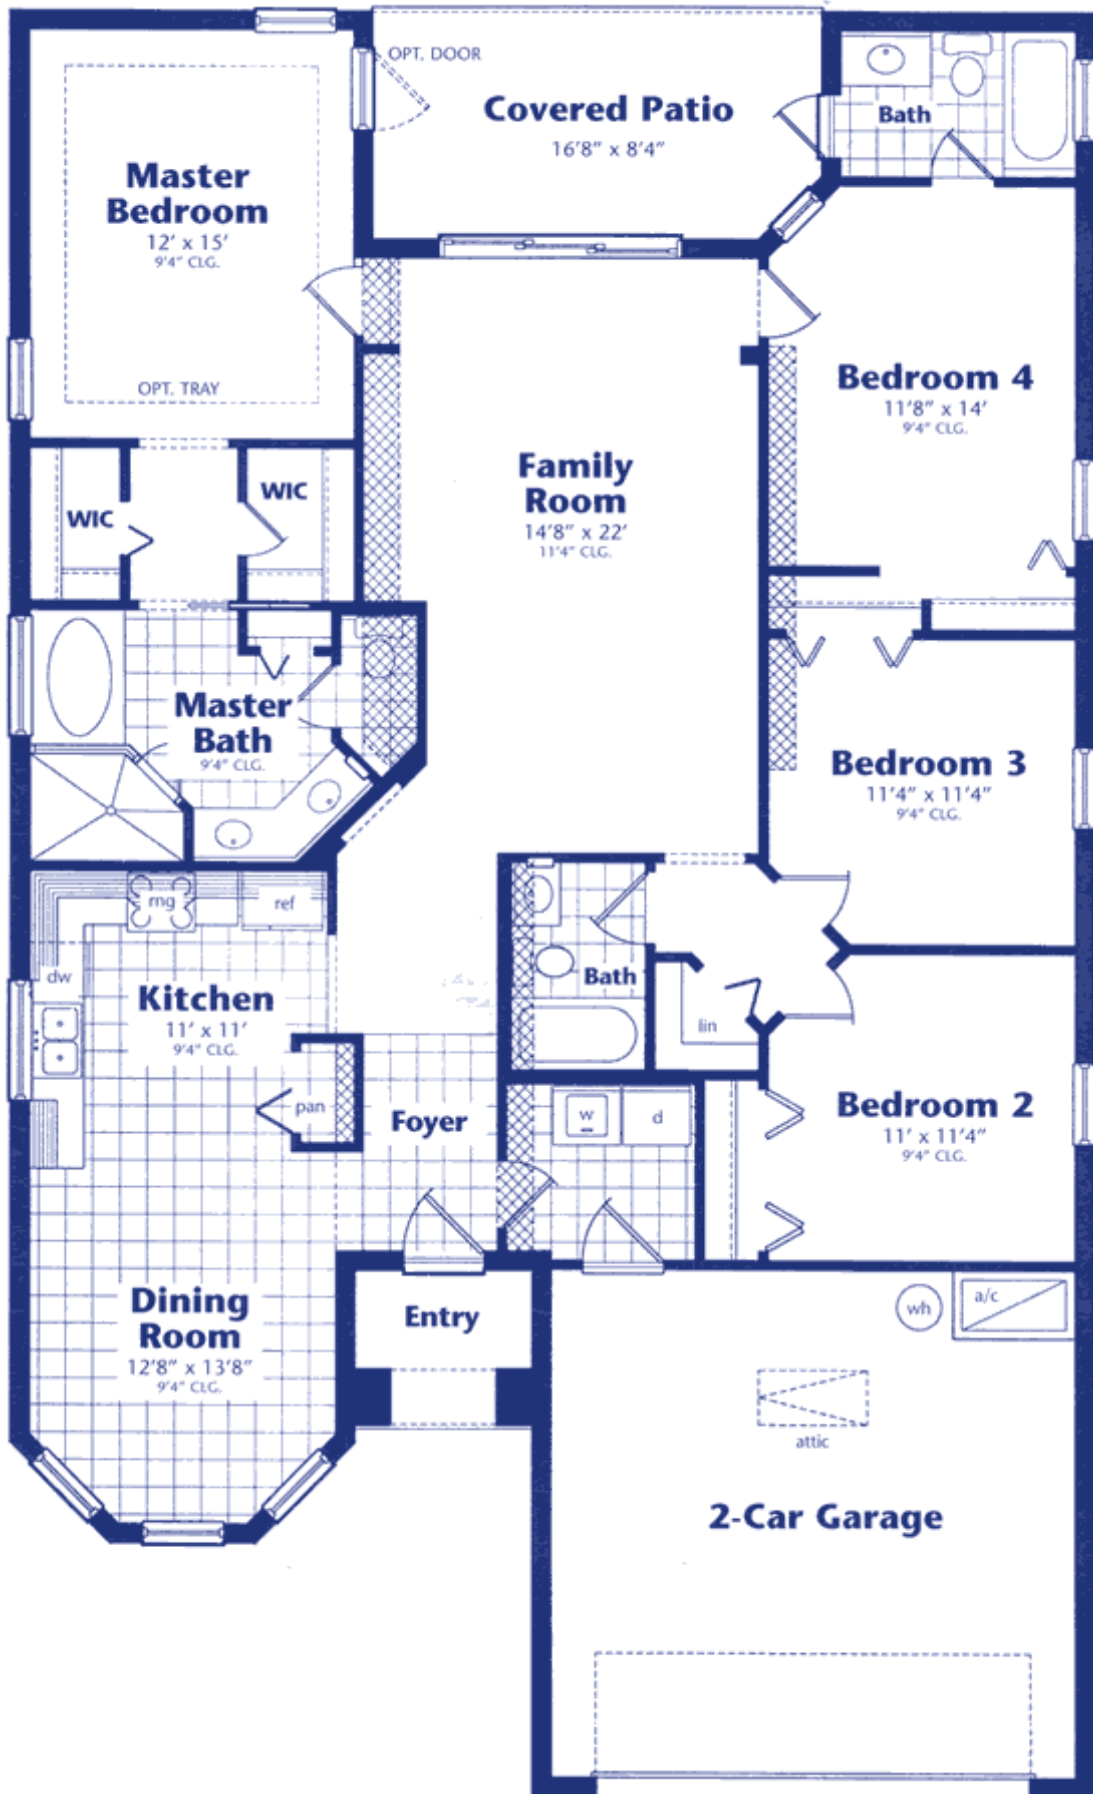 OPT. DOOR
Covered Patio
16'8" x 8'4"
Bath
Master
Bedroom
12' x 15'
9'4" CLG.
OPT. TRAY
Bedroom 4
11'8" x 14'
9'4" CLG.
Family
Room
14'8" x 22'
11'4" CLG.
WIC
WIC
Master
Bath
9'4" CLG.
Bedroom 3
11'4" x 11'4"
9'4" CLG.
rng
ref
dw
Kitchen
11' x 11'
9'4" CLG.
Bath
lin
pan
Foyer
w
d
Bedroom 2
11' x 11'4"
9'4" CLG.
Dining
Room
12'8" x 13'8"
9'4" CLG.
Entry
wh
a/c
attic
2-Car Garage